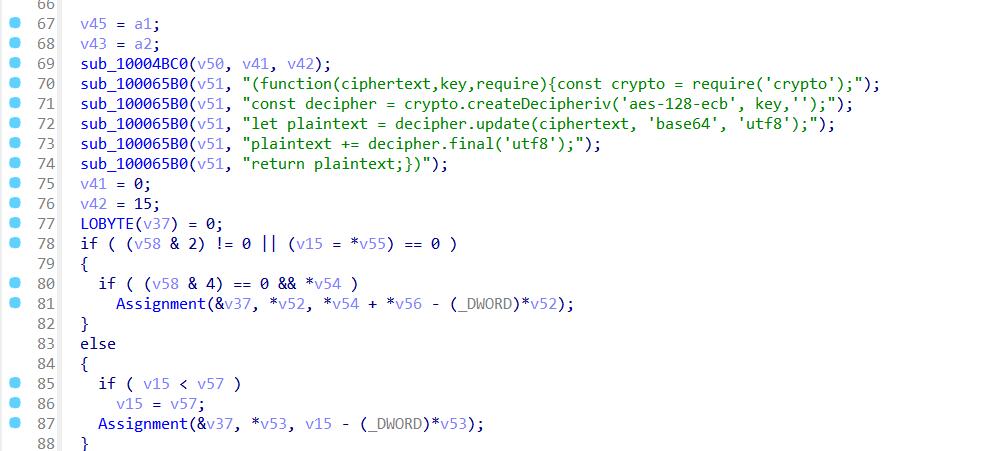 66
67 v45 = a1;
68 v43 = a2;
69 sub_10004BC0(v50, v41, v42);
70 sub_100065B0(v51, "(function(ciphertext,key,require){const crypto = require('crypto');");
71 sub_100065B0(v51, "const decipher = crypto.createDecipheriv('aes-128-ecb', key,'');");
72 sub_100065B0(v51, "let plaintext = decipher.update(ciphertext, 'base64', 'utf8');");
73 sub_100065B0(v51, "plaintext += decipher.final('utf8');");
74 sub_100065B0(v51, "return plaintext;})");
75 v41 = 0;
76 v42 = 15;
77 LOBYTE(v37) = 0;
78 if ( (v58 & 2) != 0 || (v15 = *v55) == 0 )
79 {
80 if ( (v58 & 4) == 0 && *v54 )
81 Assignment(&v37, *v52, *v54 + *v56 - (_DWORD)*v52);
82 }
83 else
84 {
85 if ( v15 < v57 )
86 v15 = v57;
87 Assignment(&v37, *v53, v15 - (_DWORD)*v53);
88 }